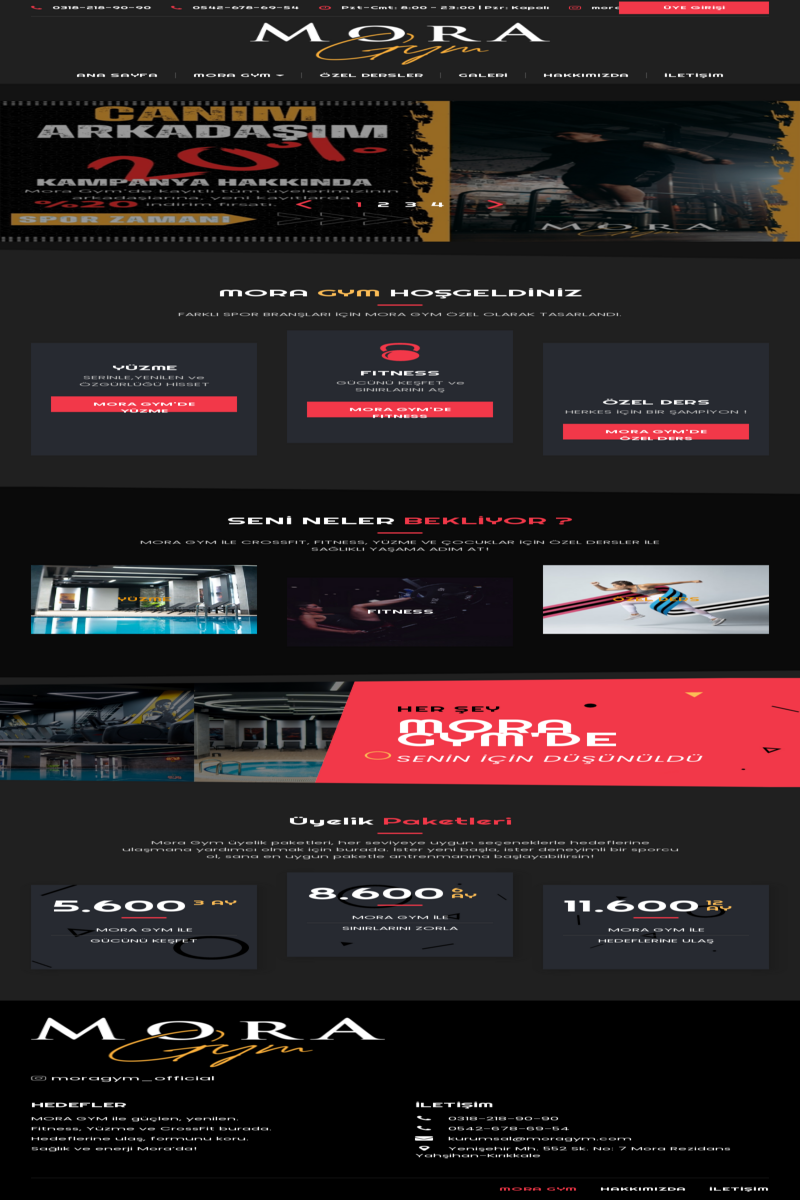 0318-218-90-90
0542-678-69-54
Pzt-Cmt: 8:00 - 23:00 | Pzr: Kapalı
more
ÜYE GİRİŞİ
MORA
Gym
ANA SAYFA
MORA GYM
ÖZEL DERSLER
GALERİ
HAKKIMIZDA
İLETİŞİM
CANIM
ARKADAŞIM
20%
KAMPANYA HAKKINDA
Mora Gym'de kayıtlı tüm üyelerimizinin
arkadaşlarına, yeni kayıtlarda
%20 indirim fırsatı
SPOR ZAMANI
1 2 3 4
MORA
Gym
MORA GYM HOŞGELDİNİZ
FARKLI SPOR BRANŞLARI İÇİN MORA GYM ÖZEL OLARAK TASARLANDI.
YÜZME
SERİNLE,YENİLEN ve
ÖZGÜRLÜĞÜ HİSSET
MORA GYM'DE
YÜZME
FITNESS
GÜCÜNÜ KEŞFET ve
SINIRLARINI AŞ
MORA GYM'DE
FITNESS
ÖZEL DERS
HERKES İÇİN BİR ŞAMPİYON !
MORA GYM'DE
ÖZEL DERS
SENİ NELER BEKLİYOR ?
MORA GYM İLE CROSSFIT, FITNESS, YÜZME VE ÇOCUKLAR İÇİN ÖZEL DERSLER İLE
SAĞLIKLI YAŞAMA ADIM AT!
YÜZME
FITNESS
ÖZEL DERS
HER ŞEY
MORA
GYM'DE
SENİN İÇİN DÜŞÜNÜLDÜ
Üyelik Paketleri
Mora Gym üyelik paketleri, her seviyeye uygun seçeneklerle hedeflerine
ulaşmana yardımcı olmak için burada. İster yeni başla, ister deneyimli bir sporcu
ol, sana en uygun paketle antrenmanına başlayabilirsin!
5.600 3 AY
MORA GYM İLE
GÜCÜNÜ KEŞFET
8.600 6 AY
MORA GYM İLE
SINIRLARINI ZORLA
11.600 12 AY
MORA GYM İLE
HEDEFLERİNE ULAŞ
MORA
Gym
moragym_official
HEDEFLER
MORA GYM ile güçlen, yenilen.
Fitness, Yüzme ve CrossFit burada.
Hedeflerine ulaş, formunu koru.
Sağlık ve enerji Mora'da!
İLETİŞİM
0318-218-90-90
0542-678-69-54
kurumsal@moragym.com
Yenişehir Mh. 552 Sk. No: 7 Mora Rezidans
Yahşihan-Kırıkkale
MORA GYM
HAKKIMIZDA
İLETİŞİM